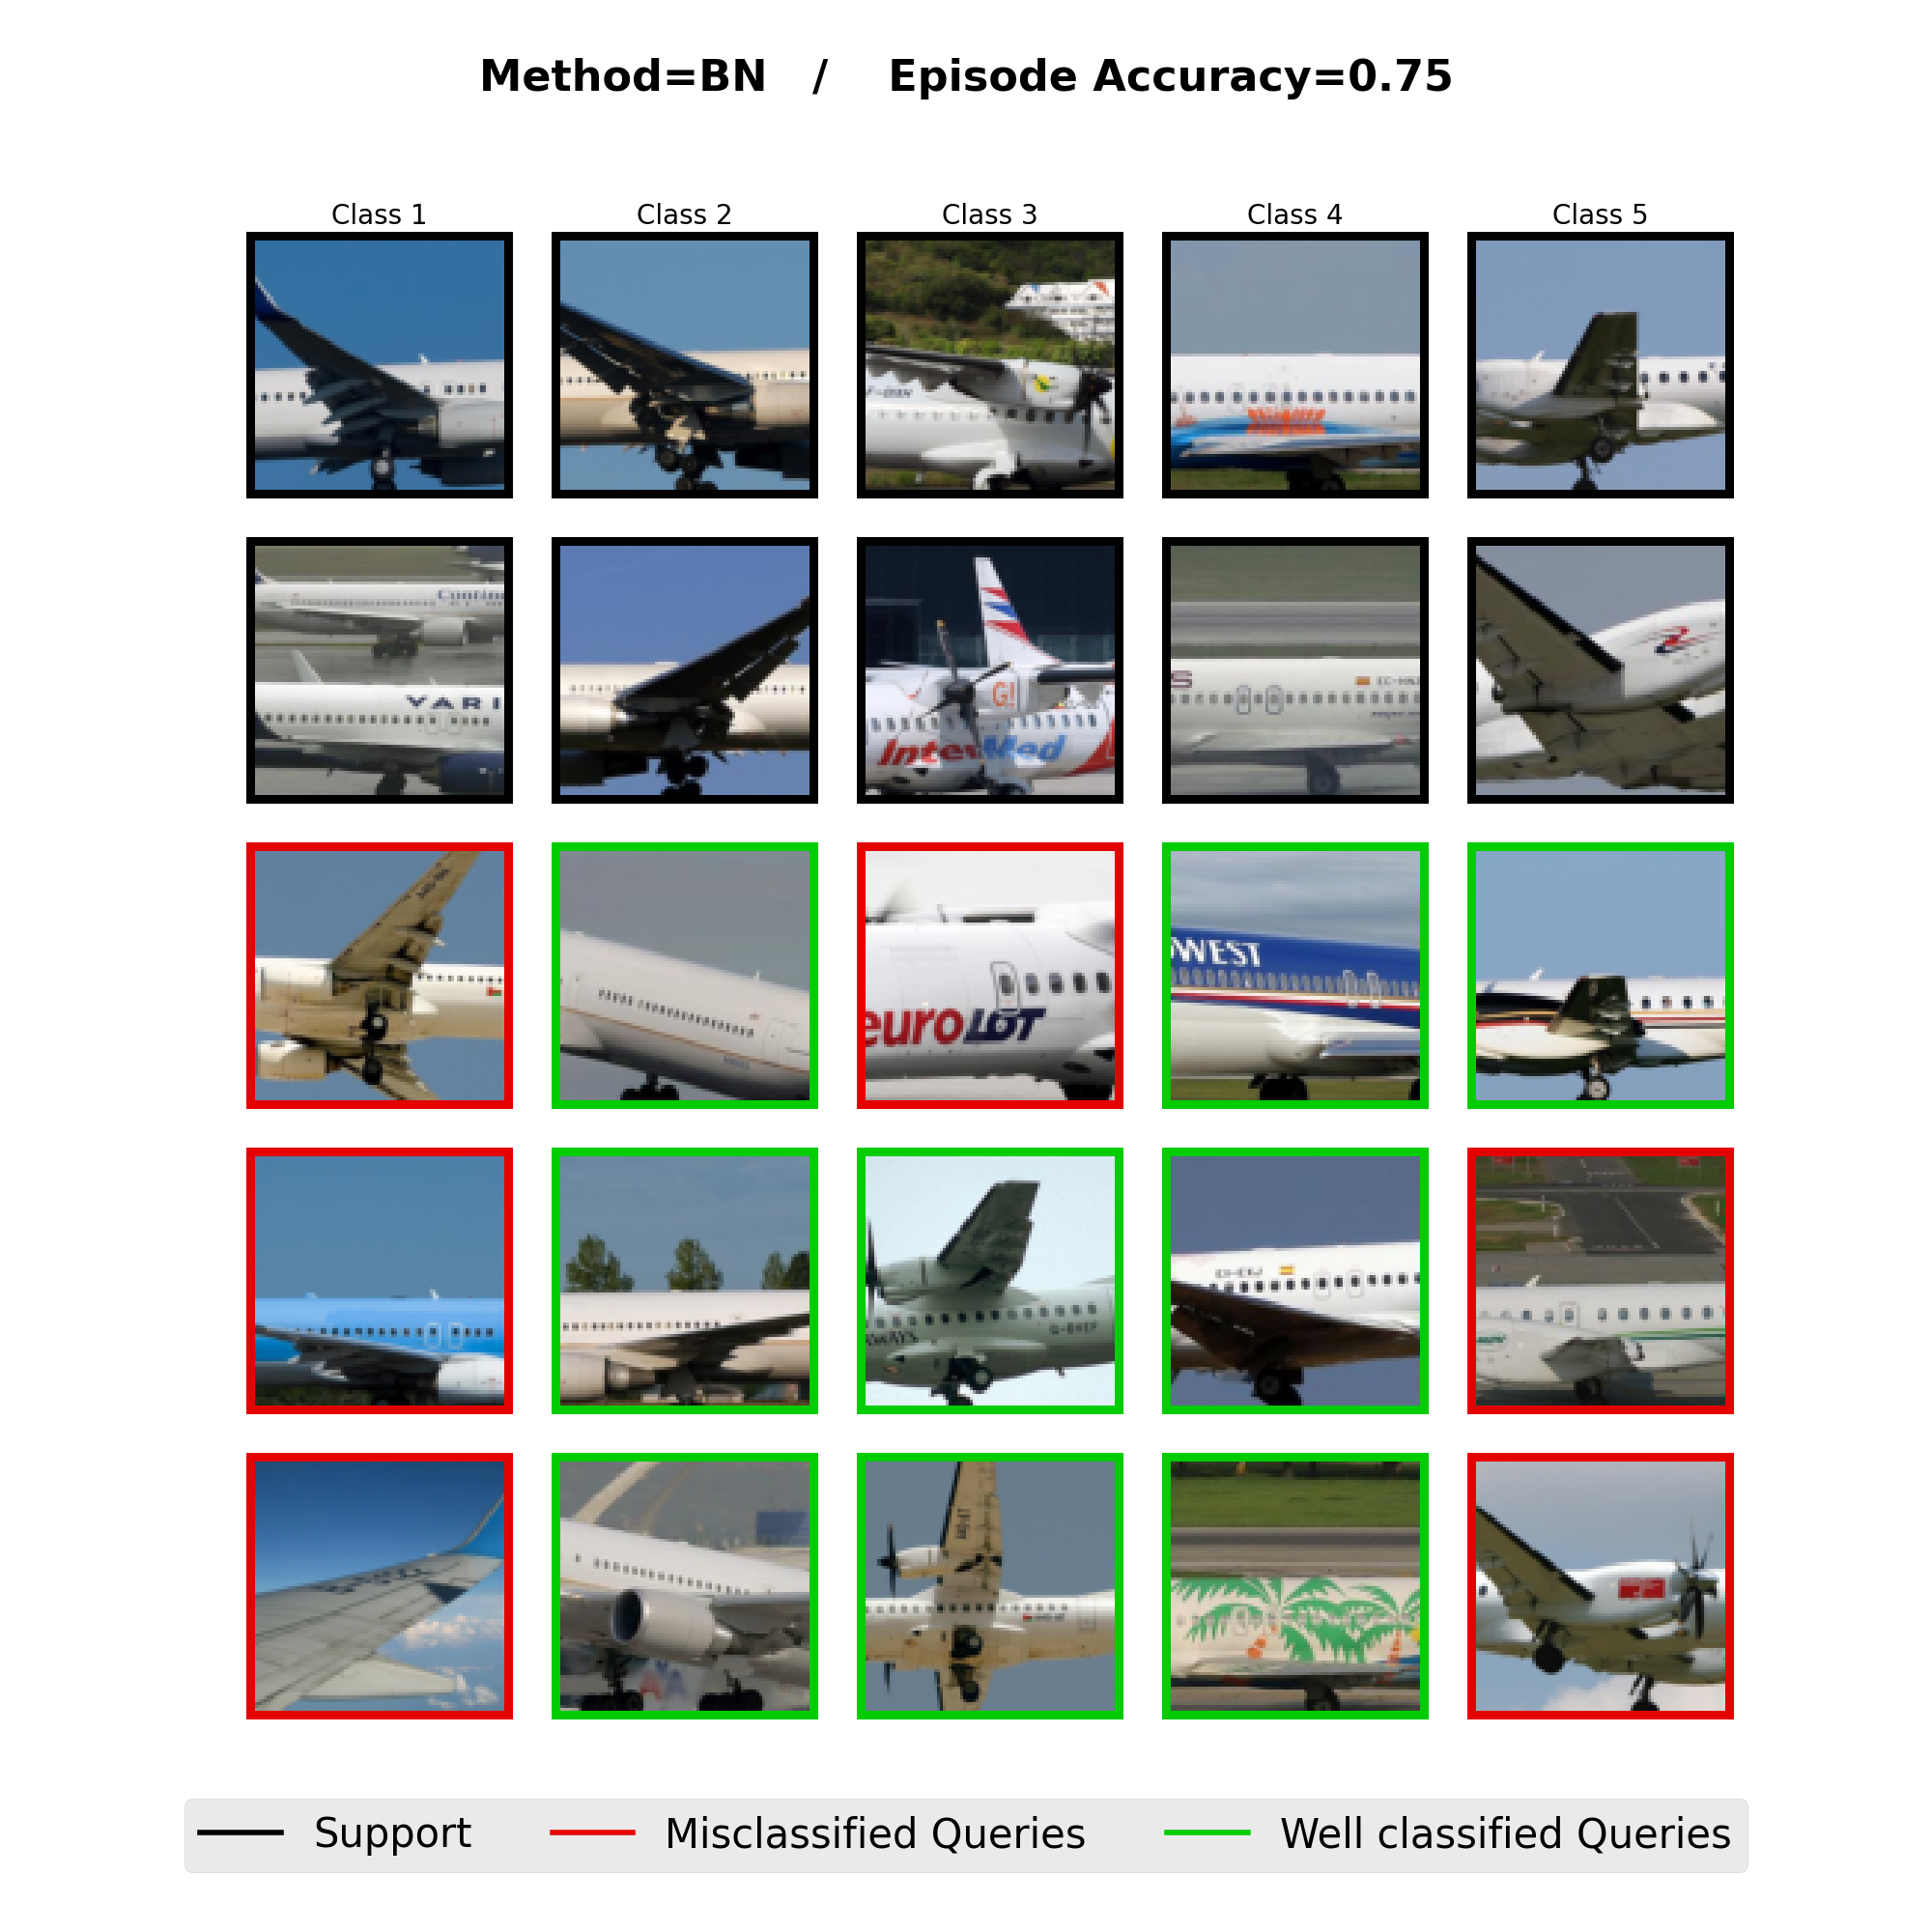 Method=BN / Episode Accuracy=0.75
Class 1 Class 2 Class 3 Class 4 Class 5
Contin
VARI
G!
InterMed
S
WEST
euroLOT
WAYS
Support Misclassified Queries Well classified Queries